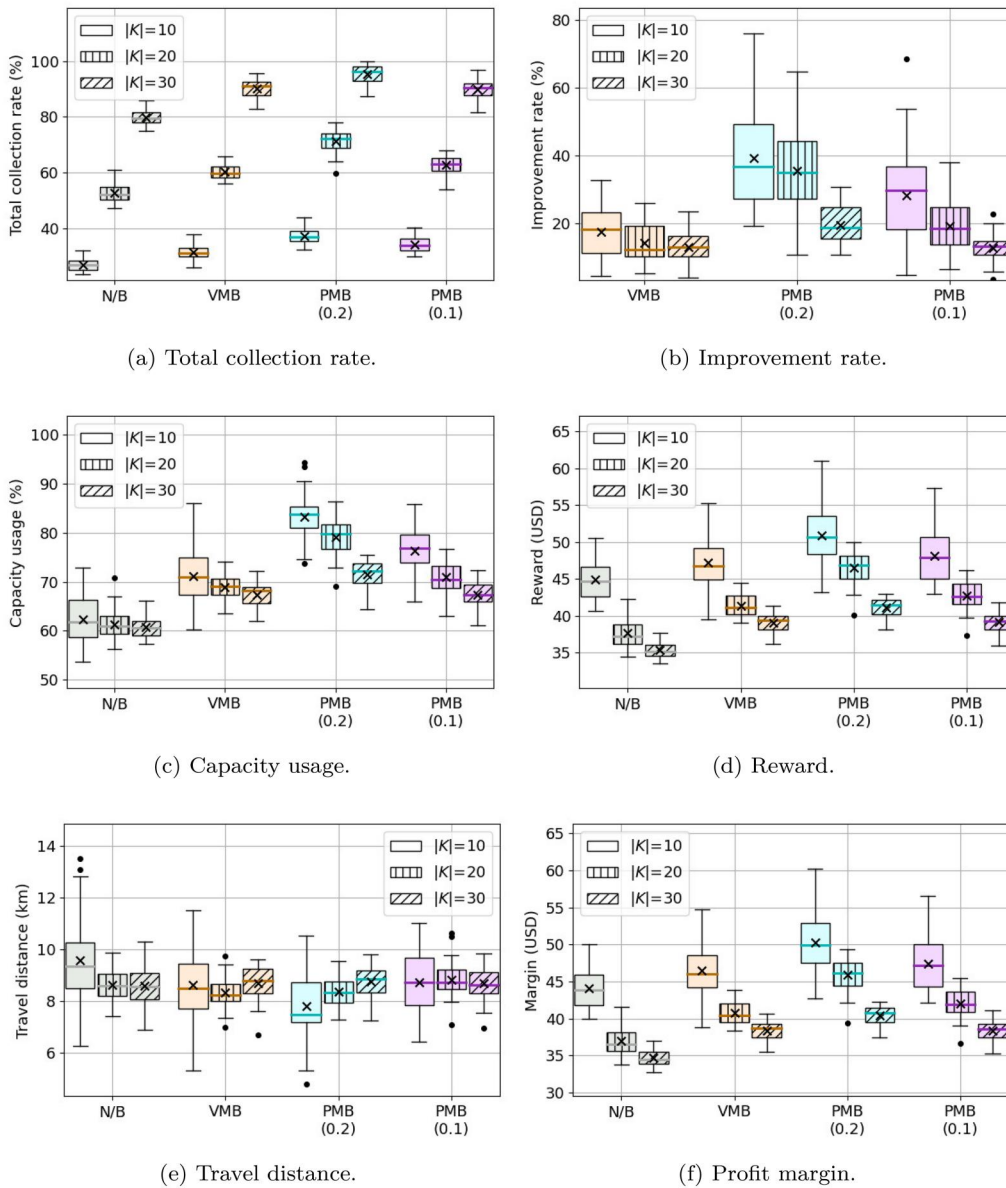 |K|=10
|K|=20
|K|=30
Total collection rate (%)
100
80
60
40
N/B
VMB
PMB
(0.2)
PMB
(0.1)
(a) Total collection rate.
|K|=10
|K|=20
|K|=30
Improvement rate (%)
80
60
40
20
VMB
PMB
(0.2)
PMB
(0.1)
(b) Improvement rate.
|K|=10
|K|=20
|K|=30
Capacity usage (%)
100
90
80
70
60
50
N/B
VMB
PMB
(0.2)
PMB
(0.1)
(c) Capacity usage.
|K|=10
|K|=20
|K|=30
Reward (USD)
65
60
55
50
45
40
35
N/B
VMB
PMB
(0.2)
PMB
(0.1)
(d) Reward.
|K|=10
|K|=20
|K|=30
Travel distance (km)
14
12
10
8
6
N/B
VMB
PMB
(0.2)
PMB
(0.1)
(e) Travel distance.
|K|=10
|K|=20
|K|=30
Margin (USD)
65
60
55
50
45
40
35
30
N/B
VMB
PMB
(0.2)
PMB
(0.1)
(f) Profit margin.